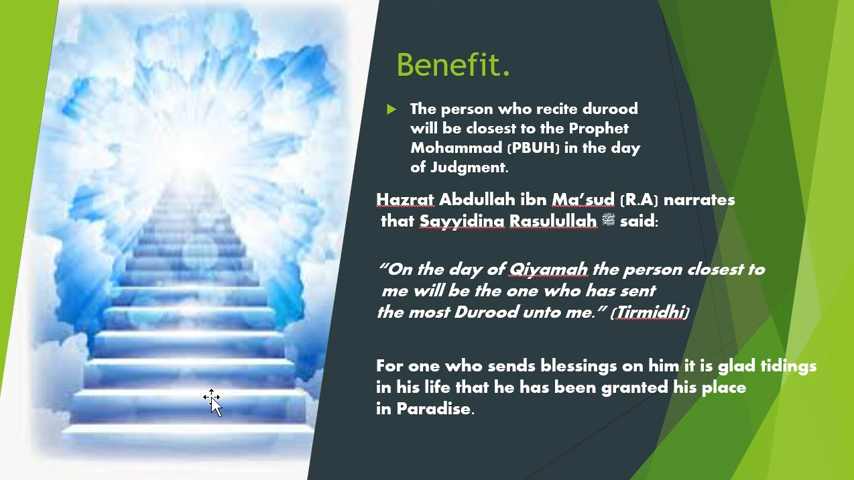 Benefit.
The person who recite durood
will be closest to the Prophet
Mohammad (PBUH) in the day
of Judgment.
Hazrat Abdullah ibn Ma’sud (R.A) narrates
that Sayyidina Rasulullah ﷺ said:
“On the day of Qiyamah the person closest to
me will be the one who has sent
the most Durood unto me.” (Tirmidhi)
For one who sends blessings on him it is glad tidings
in his life that he has been granted his place
in Paradise.